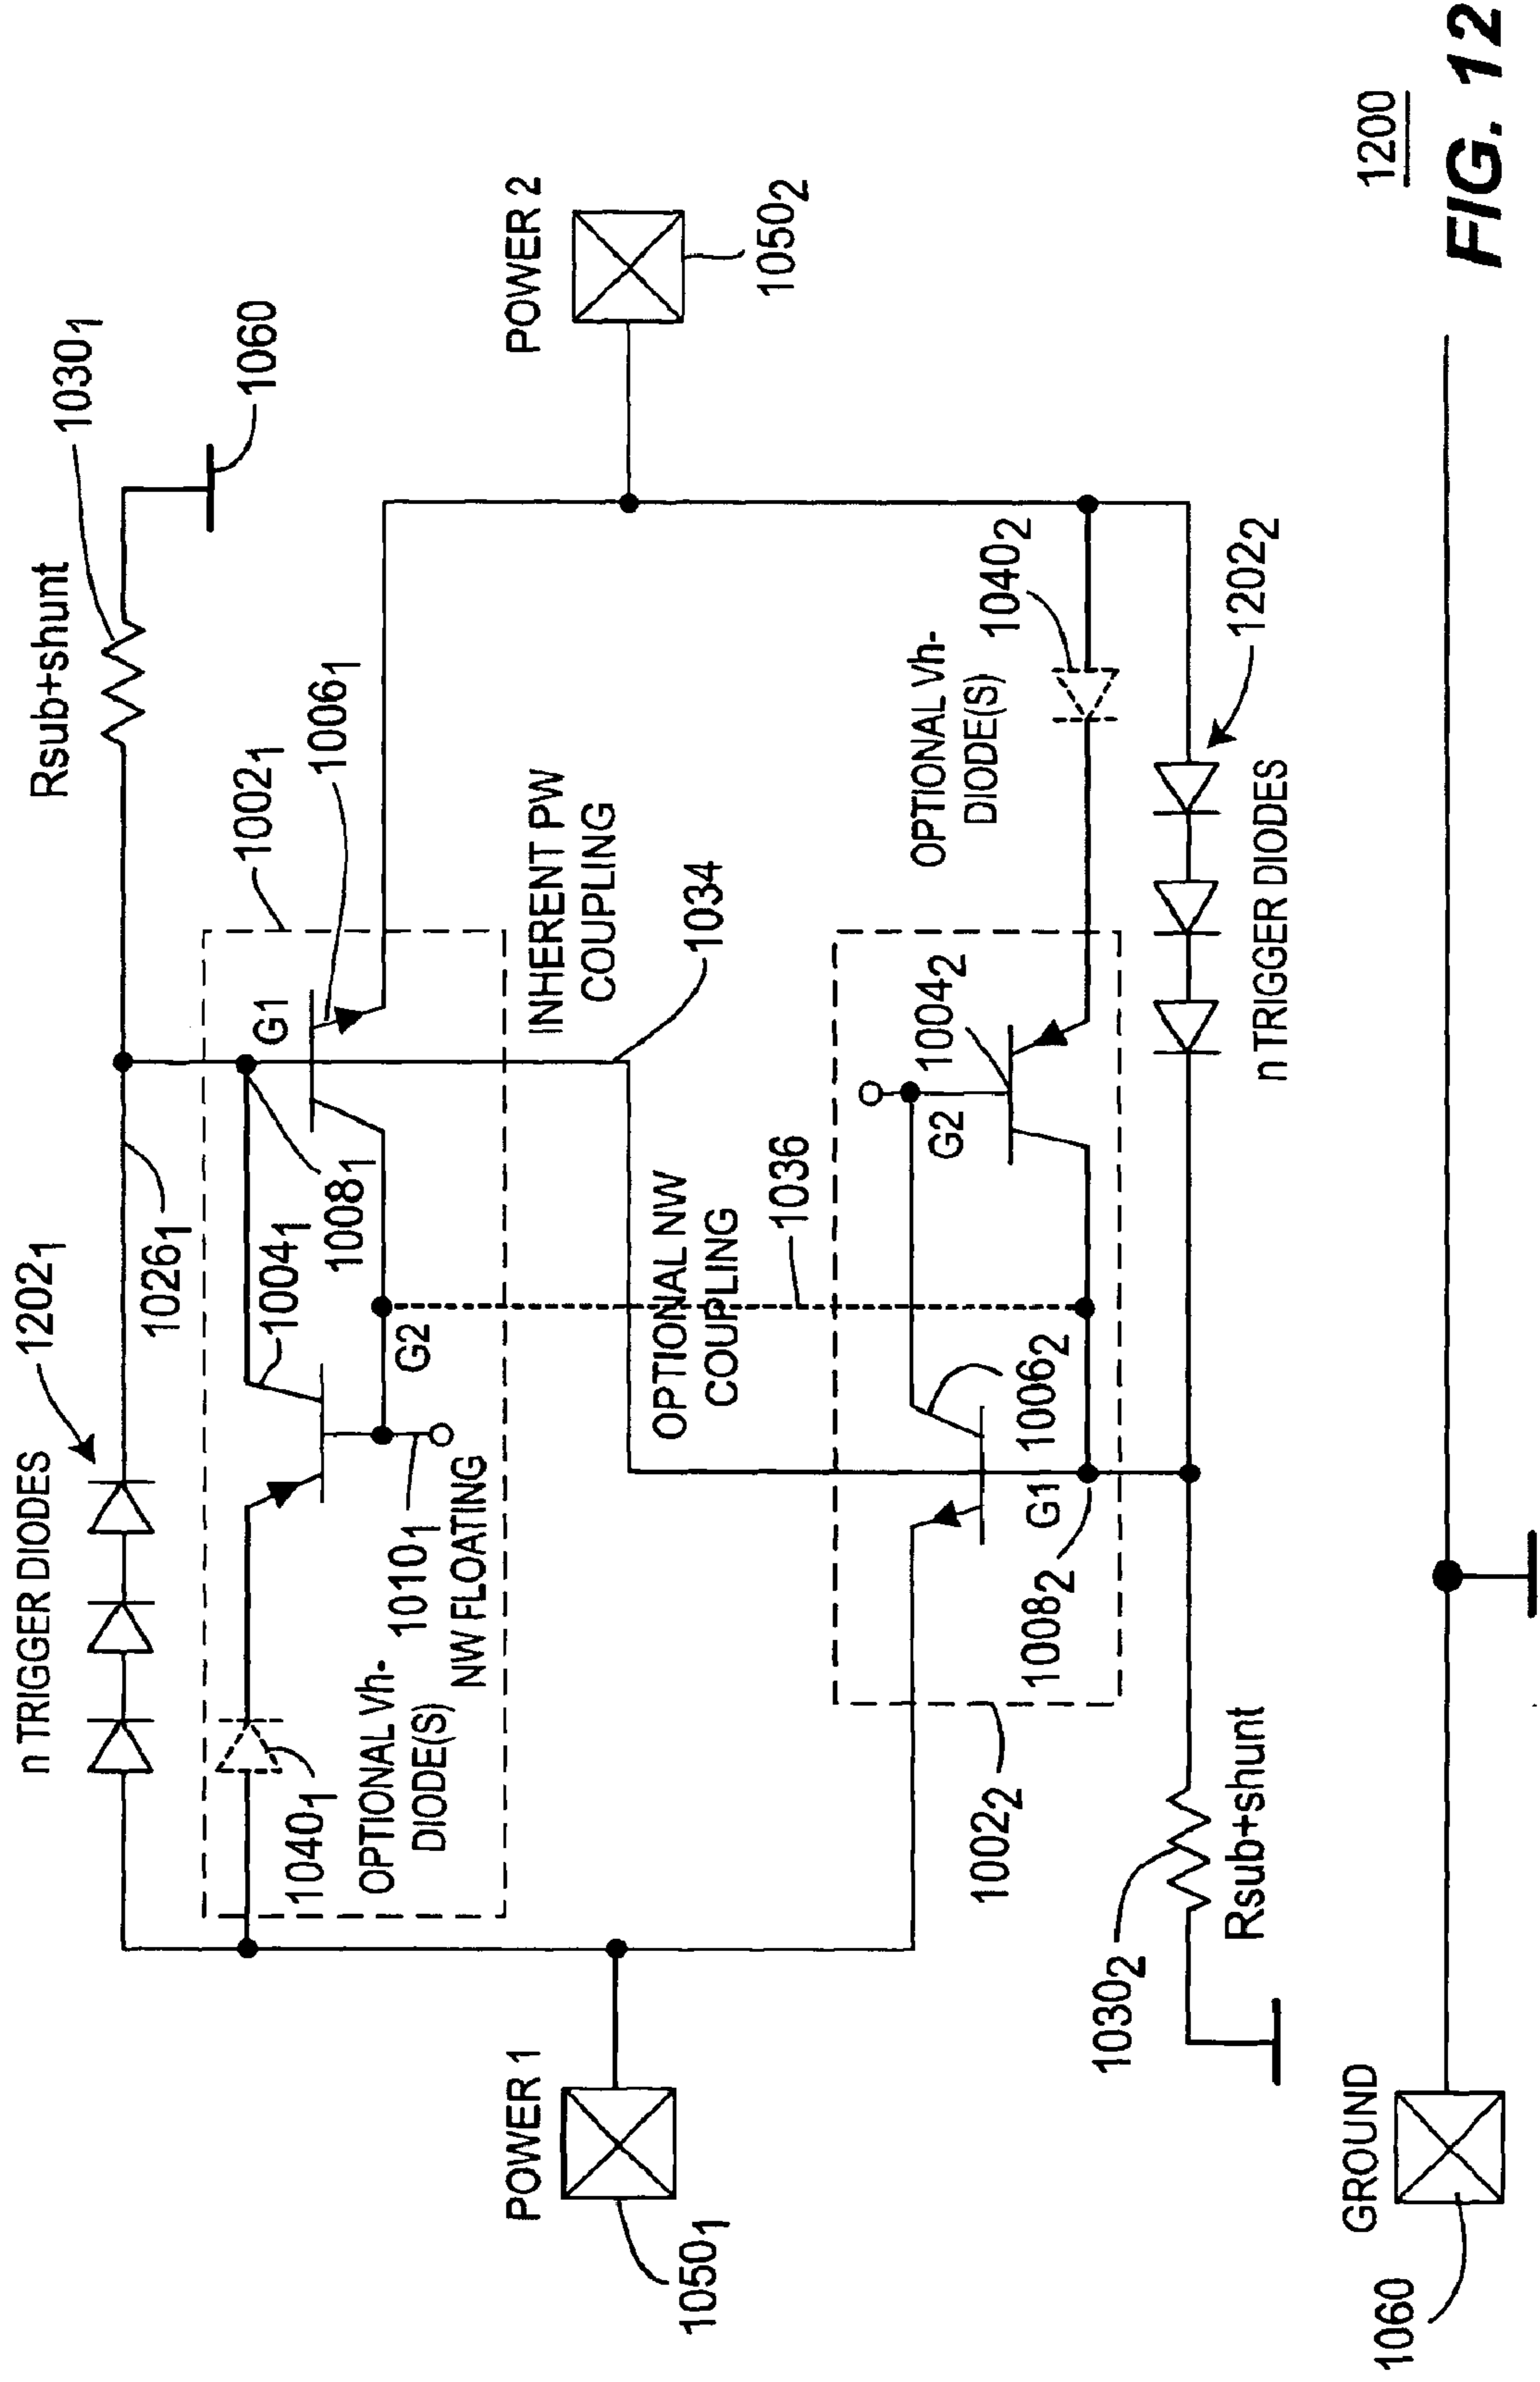 n TRIGGER DIODES
1202₁
1026₁
Rsub+shunt
1030₁
1060
1002₁
1004₁
1008₁
G1
1006₁
1040₁
OPTIONAL Vh-
DIODE(S)
1010₁
NW FLOATING
G2
INHERENT PW
COUPLING
1034
POWER 1
1050₁
POWER 2
1050₂
OPTIONAL NW
COUPLING
1036
OPTIONAL Vh-
DIODE(S)
1040₂
1004₂
G2
1006₂
G1
1008₂
1002₂
1202₂
n TRIGGER DIODES
1030₂
Rsub+shunt
GROUND
1060
1200
FIG. 12